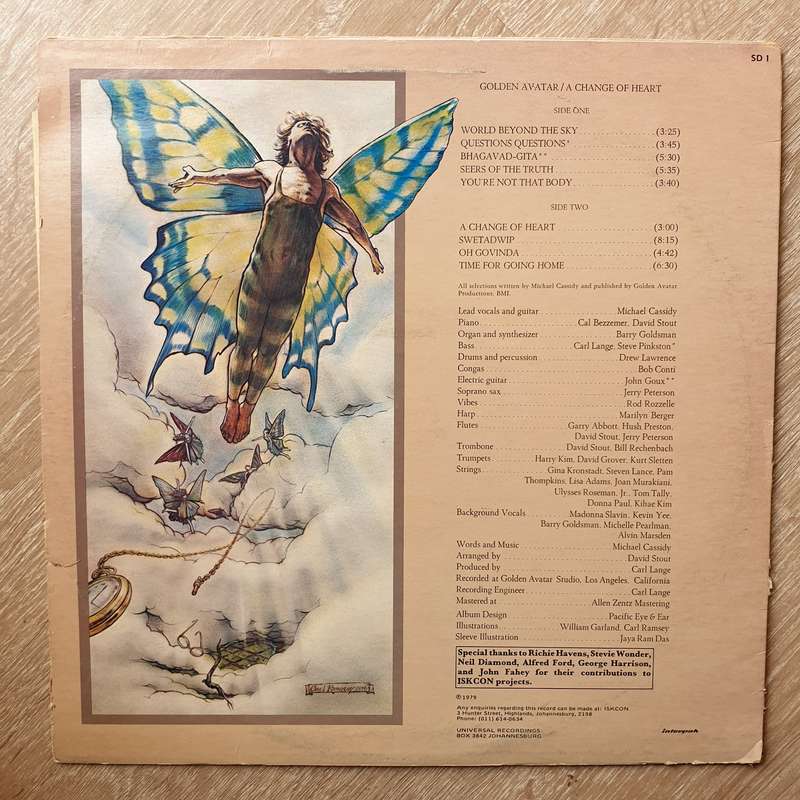 SD 1
GOLDEN AVATAR/A CHANGE OF HEART
SIDE ONE
WORLD BEYOND THE SKY (3:25)
QUESTIONS QUESTIONS* (3:45)
BHAGAVAD-GITA** (5:30)
SEERS OF THE TRUTH (5:35)
YOU'RE NOT THAT BODY (3:40)
SIDE TWO
A CHANGE OF HEART (3:00)
SWETADWIP (8:15)
OH GOVINDA (4:42)
TIME FOR GOING HOME (6:30)
All selections written by Michael Cassidy and published by Golden Avatar
Productions, BMI.
Lead vocals and guitar Michael Cassidy
Piano Cal Bezzemer, David Stout
Organ and synthesizer Barry Goldsman
Bass Carl Lange, Steve Pinkston*
Drums and percussion Drew Lawrence
Congas Bob Conti
Electric guitar John Goux**
Soprano sax Jerry Peterson
Vibes Rod Rozzelle
Harp Marilyn Berger
Flutes Garry Abbott, Hush Preston,
David Stout, Jerry Peterson
Trombone David Stout, Bill Rechenbach
Trumpets Harry Kim, David Grover, Kurt Sletten
Strings Gina Kronstadt, Steven Lance, Pam
Thompkins, Lisa Adams, Joan Murakiani,
Ulysses Roseman, Jr., Tom Tally,
Donna Paul, Kihae Kim
Background Vocals Madonna Slavin, Kevin Yee,
Barry Goldsman, Michelle Pearlman,
Alvin Marsden
Words and Music Michael Cassidy
Arranged by David Stout
Produced by Carl Lange
Recorded at Golden Avatar Studio, Los Angeles, California
Recording Engineer Carl Lange
Mastered at Allen Zentz Mastering
Album Design Pacific Eye & Ear
Illustrations William Garland, Carl Ramsey
Sleeve Illustration Jaya Ram Das
Special thanks to Richie Havens, Stevie Wonder,
Neil Diamond, Alfred Ford, George Harrison,
and John Fahey for their contributions to
ISKCON projects.
℗1979
Any enquiries regarding this record can be made at: ISKCON
3 Hunter Street, Highlands, Johannesburg, 2198
Phone: (011) 614-0634
UNIVERSAL RECORDINGS
BOX 3842 JOHANNESBURG
Interpak